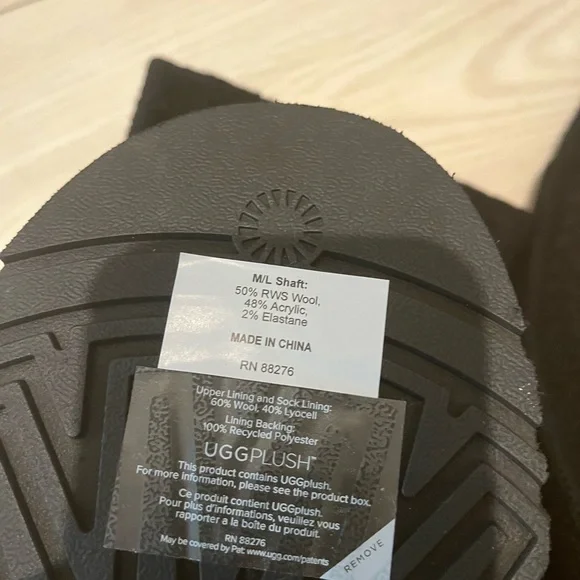 M/L Shaft:
50% RWS Wool,
48% Acrylic,
2% Elastane
MADE IN CHINA
RN 88276
Upper Lining and Sock Lining:
60% Wool, 40% Lyocell
Lining Backing:
100% Recycled Polyester
UGGPLUSH™
This product contains UGGplush.
For more information, please see the product box.
Ce produit contient UGGplush.
Pour plus d'informations, veuillez vous
rapporter a la boîte du produit.
RN 88276
May be covered by Pat. www.ugg.com/patents
REMOVE